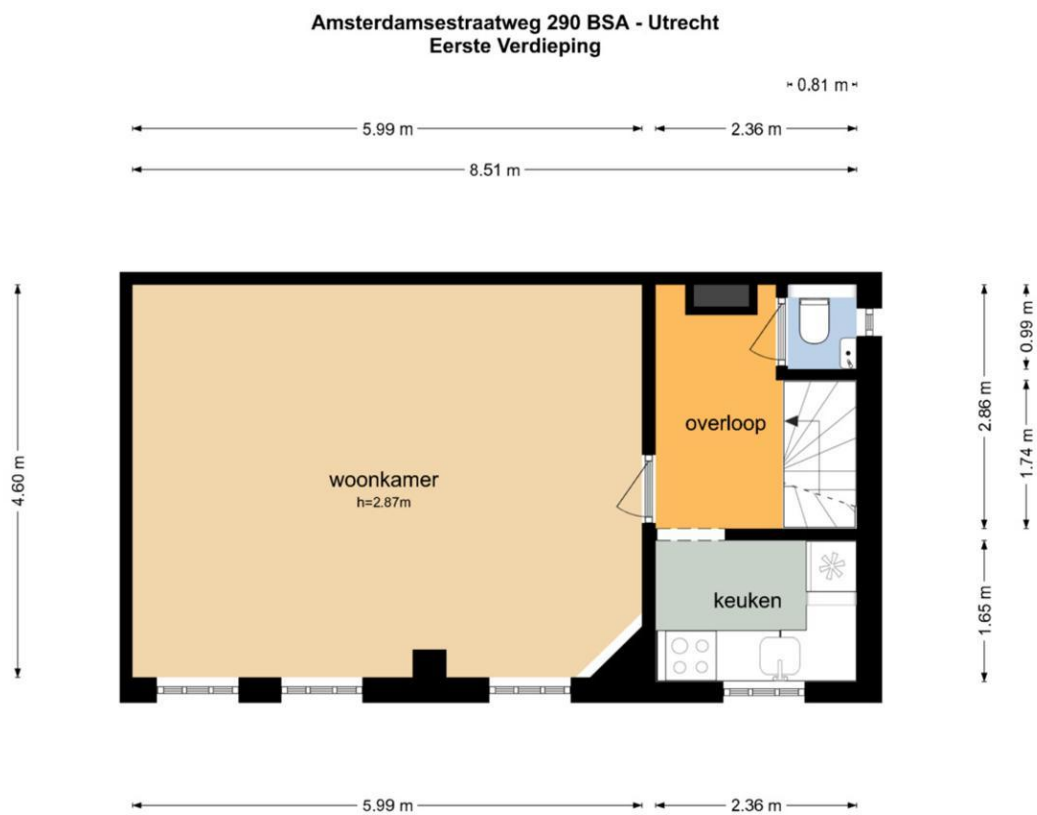 Amsterdamsestraatweg 290 BSA - Utrecht
Eerste Verdieping
0.81 m
5.99 m
2.36 m
8.51 m
4.60 m
woonkamer
h=2.87m
overloop
keuken
2.86 m
0.99 m
1.74 m
1.65 m
5.99 m
2.36 m